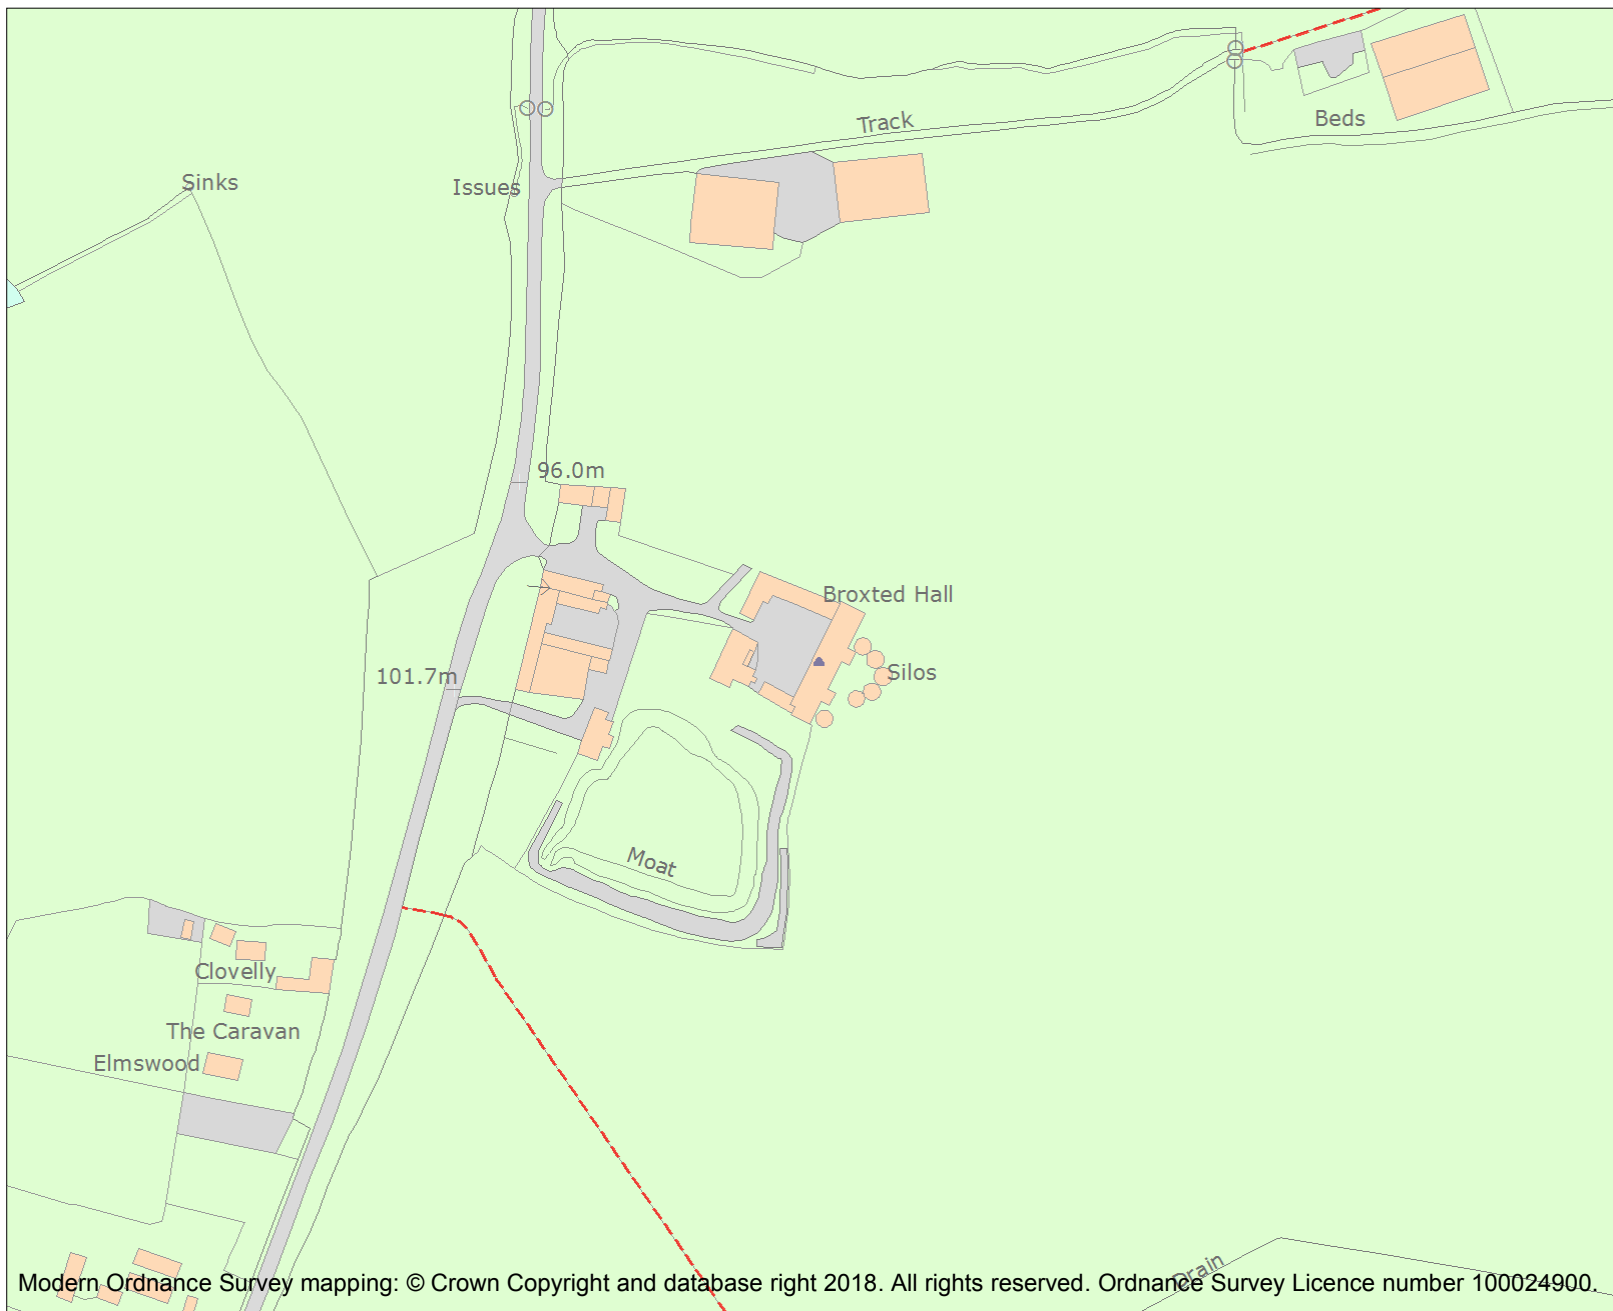 Track
Beds
Sinks
Issues
96.0m
Broxted Hall
101.7m
Silos
Moat
Clovelly
The Caravan
Elmswood
Drain
Modern Ordnance Survey mapping: © Crown Copyright and database right 2018. All rights reserved. Ordnance Survey Licence number 100024900.